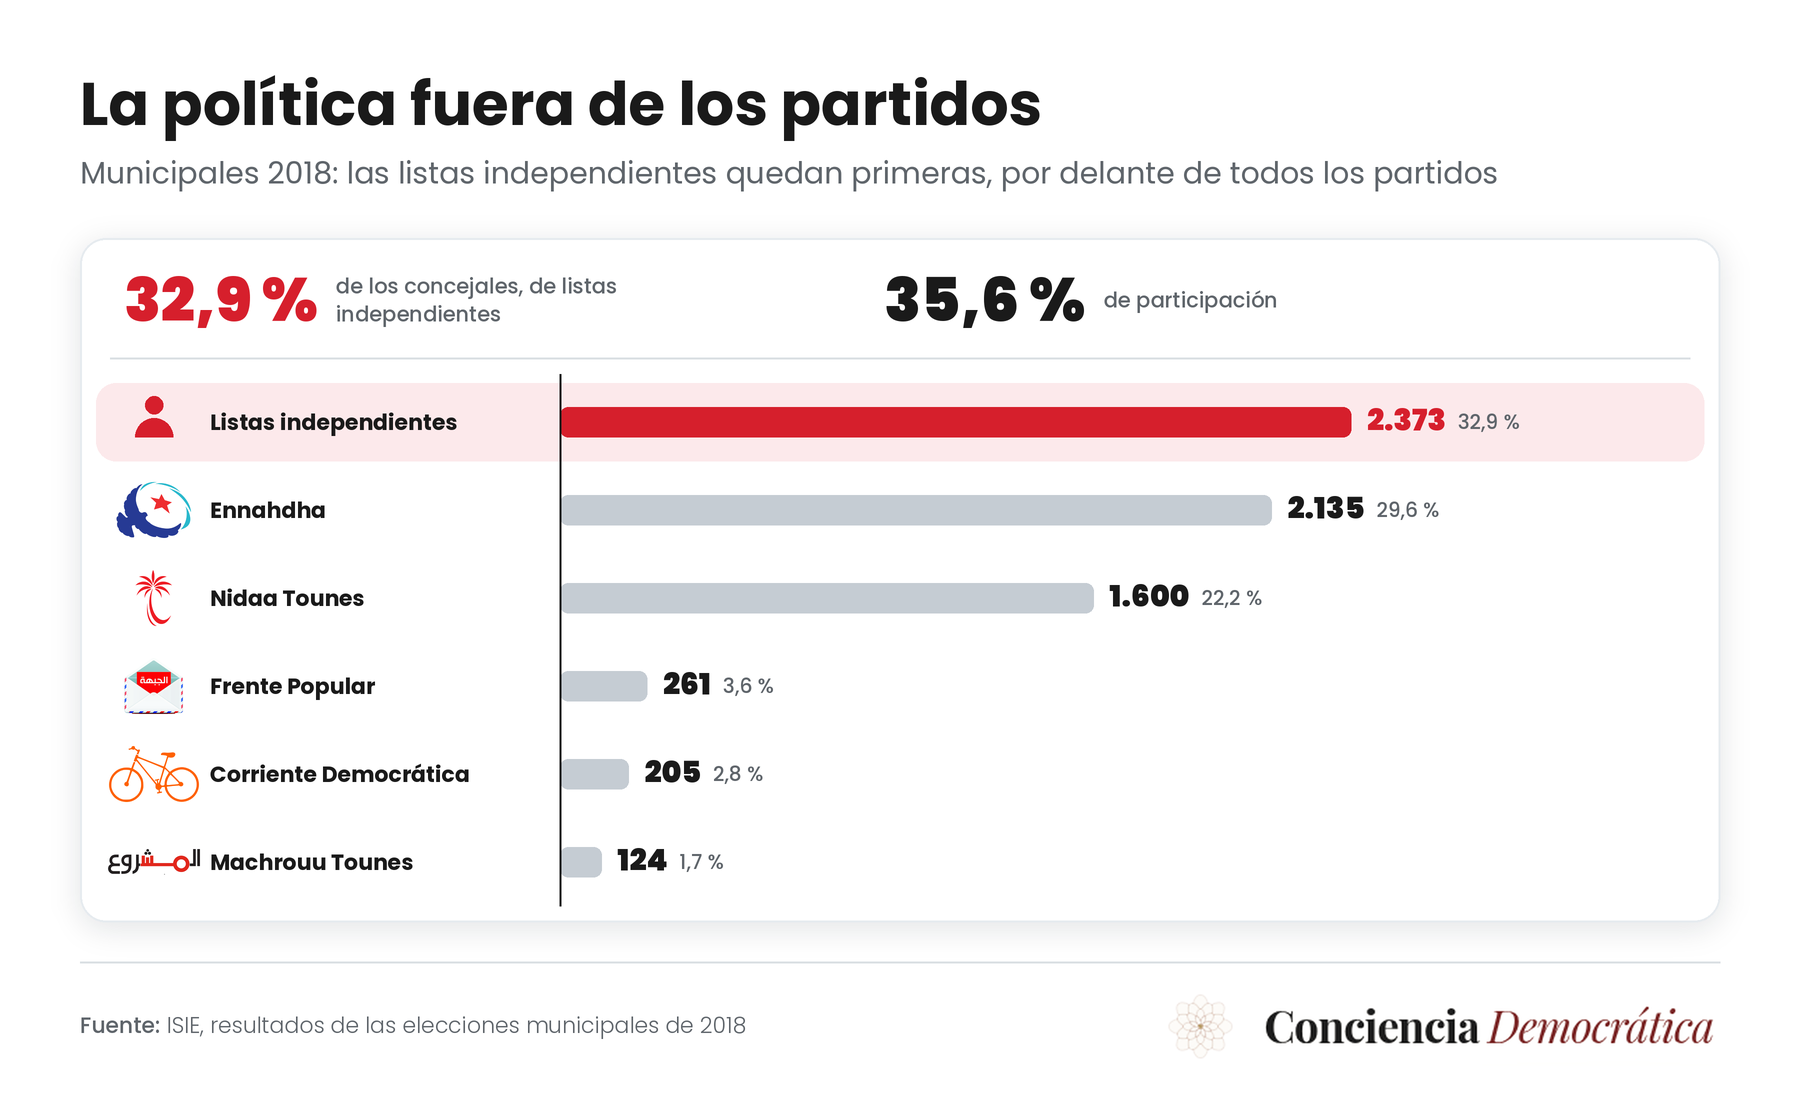 La política fuera de los partidos
Municipales 2018: las listas independientes quedan primeras, por delante de todos los partidos
32,9 % de los concejales, de listas
independientes
35,6 % de participación
Listas independientes 2.373 32,9 %
Ennahdha 2.135 29,6 %
Nidaa Tounes 1.600 22,2 %
الجبهة
Frente Popular 261 3,6 %
Corriente Democrática 205 2,8 %
المـشروع
Machrouu Tounes 124 1,7 %
Fuente: ISIE, resultados de las elecciones municipales de 2018
Conciencia Democrática